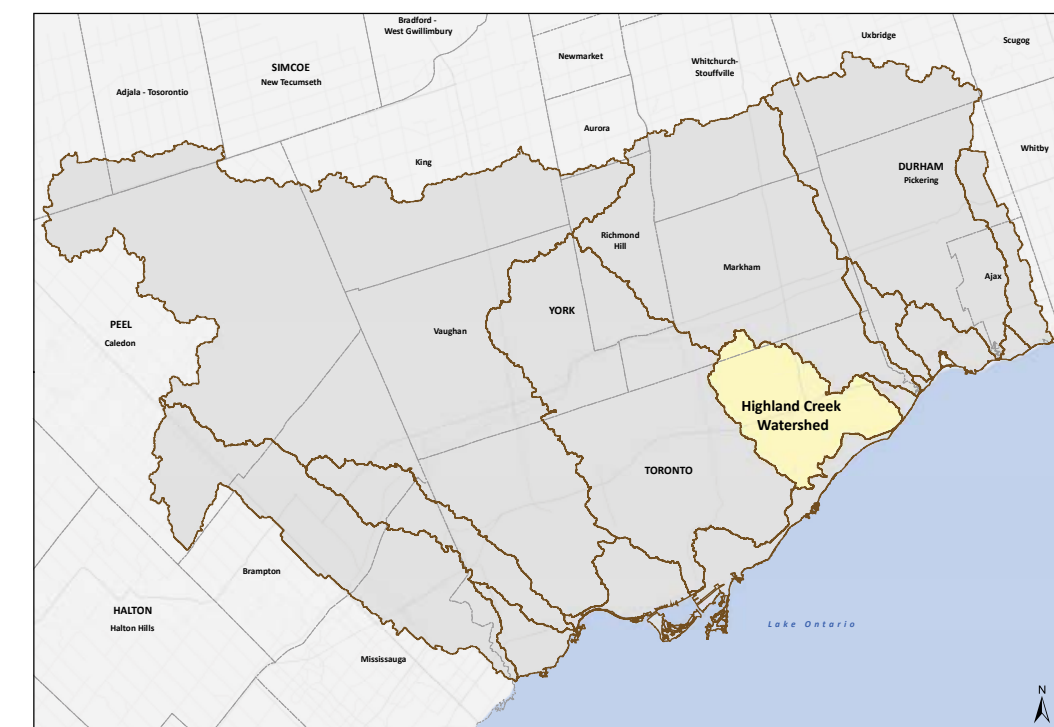 Bradford -
West Gwillimbury
Uxbridge
Scugog
Newmarket
Whitchurch-
Stouffville
SIMCOE
New Tecumseth
Adjala - Tosorontio
Aurora
Whitby
King
DURHAM
Pickering
Richmond
Hill
Markham
Ajax
YORK
PEEL
Caledon
Vaughan
Highland Creek
Watershed
TORONTO
Brampton
HALTON
Halton Hills
Lake Ontario
Mississauga
N